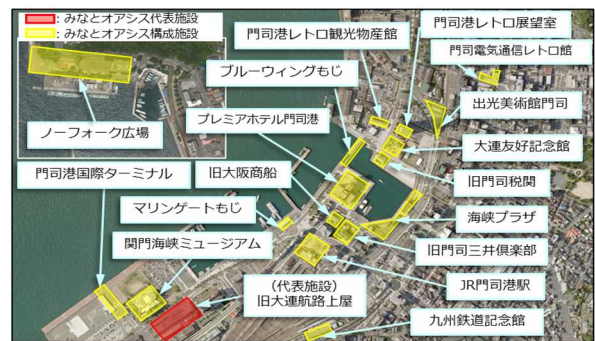 ：みなとオアシス代表施設
：みなとオアシス構成施設
門司港レトロ観光物産館
門司港レトロ展望室
門司電気通信レトロ館
ブルーウィングもじ
ノーフォーク広場
プレミアホテル門司港
出光美術館門司
大連友好記念館
門司港国際ターミナル
旧大阪商船
旧門司税関
マリンゲートもじ
海峡プラザ
関門海峡ミュージアム
旧門司三井倶楽部
（代表施設）
旧大連航路上屋
JR門司港駅
九州鉄道記念館